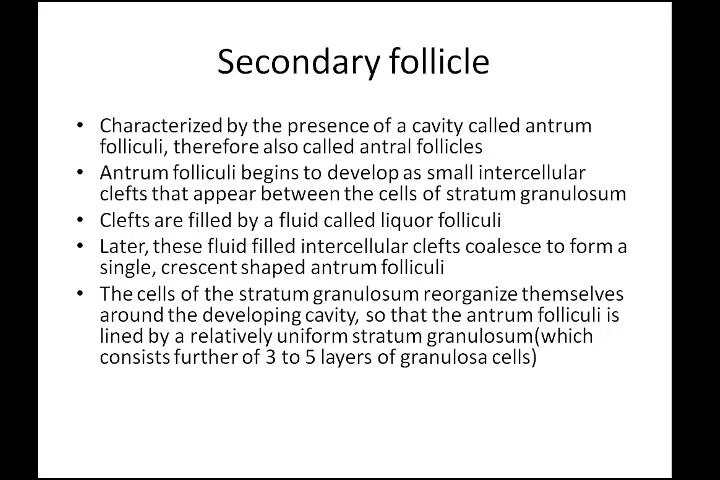 Secondary follicle
• Characterized by the presence of a cavity called antrum
folliculi, therefore also called antral follicles
• Antrum folliculi begins to develop as small intercellular
clefts that appear between the cells of stratum granulosum
• Clefts are filled by a fluid called liquor folliculi
• Later, these fluid filled intercellular clefts coalesce to form a
single, crescent shaped antrum folliculi
• The cells of the stratum granulosum reorganize themselves
around the developing cavity, so that the antrum folliculi is
lined by a relatively uniform stratum granulosum(which
consists further of 3 to 5 layers of granulosa cells)